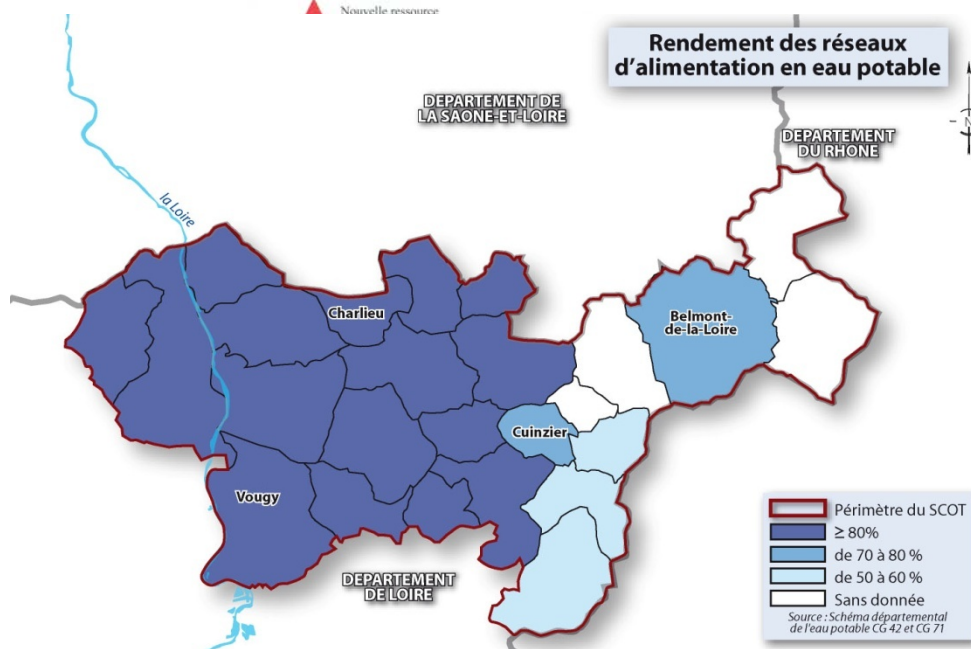 Nouvelle ressource
Rendement des réseaux
d'alimentation en eau potable
DEPARTEMENT DE
LA SAONE-ET-LOIRE
N
DEPARTEMENT
DU RHONE
la Loire
Charlieu
Belmont-
de-la-Loire
Cuinzier
Vougy
DEPARTEMENT
DE LOIRE
Périmètre du SCOT
≥ 80%
de 70 à 80 %
de 50 à 60 %
Sans donnée
Source : Schéma départemental
de l'eau potable CG 42 et CG 71